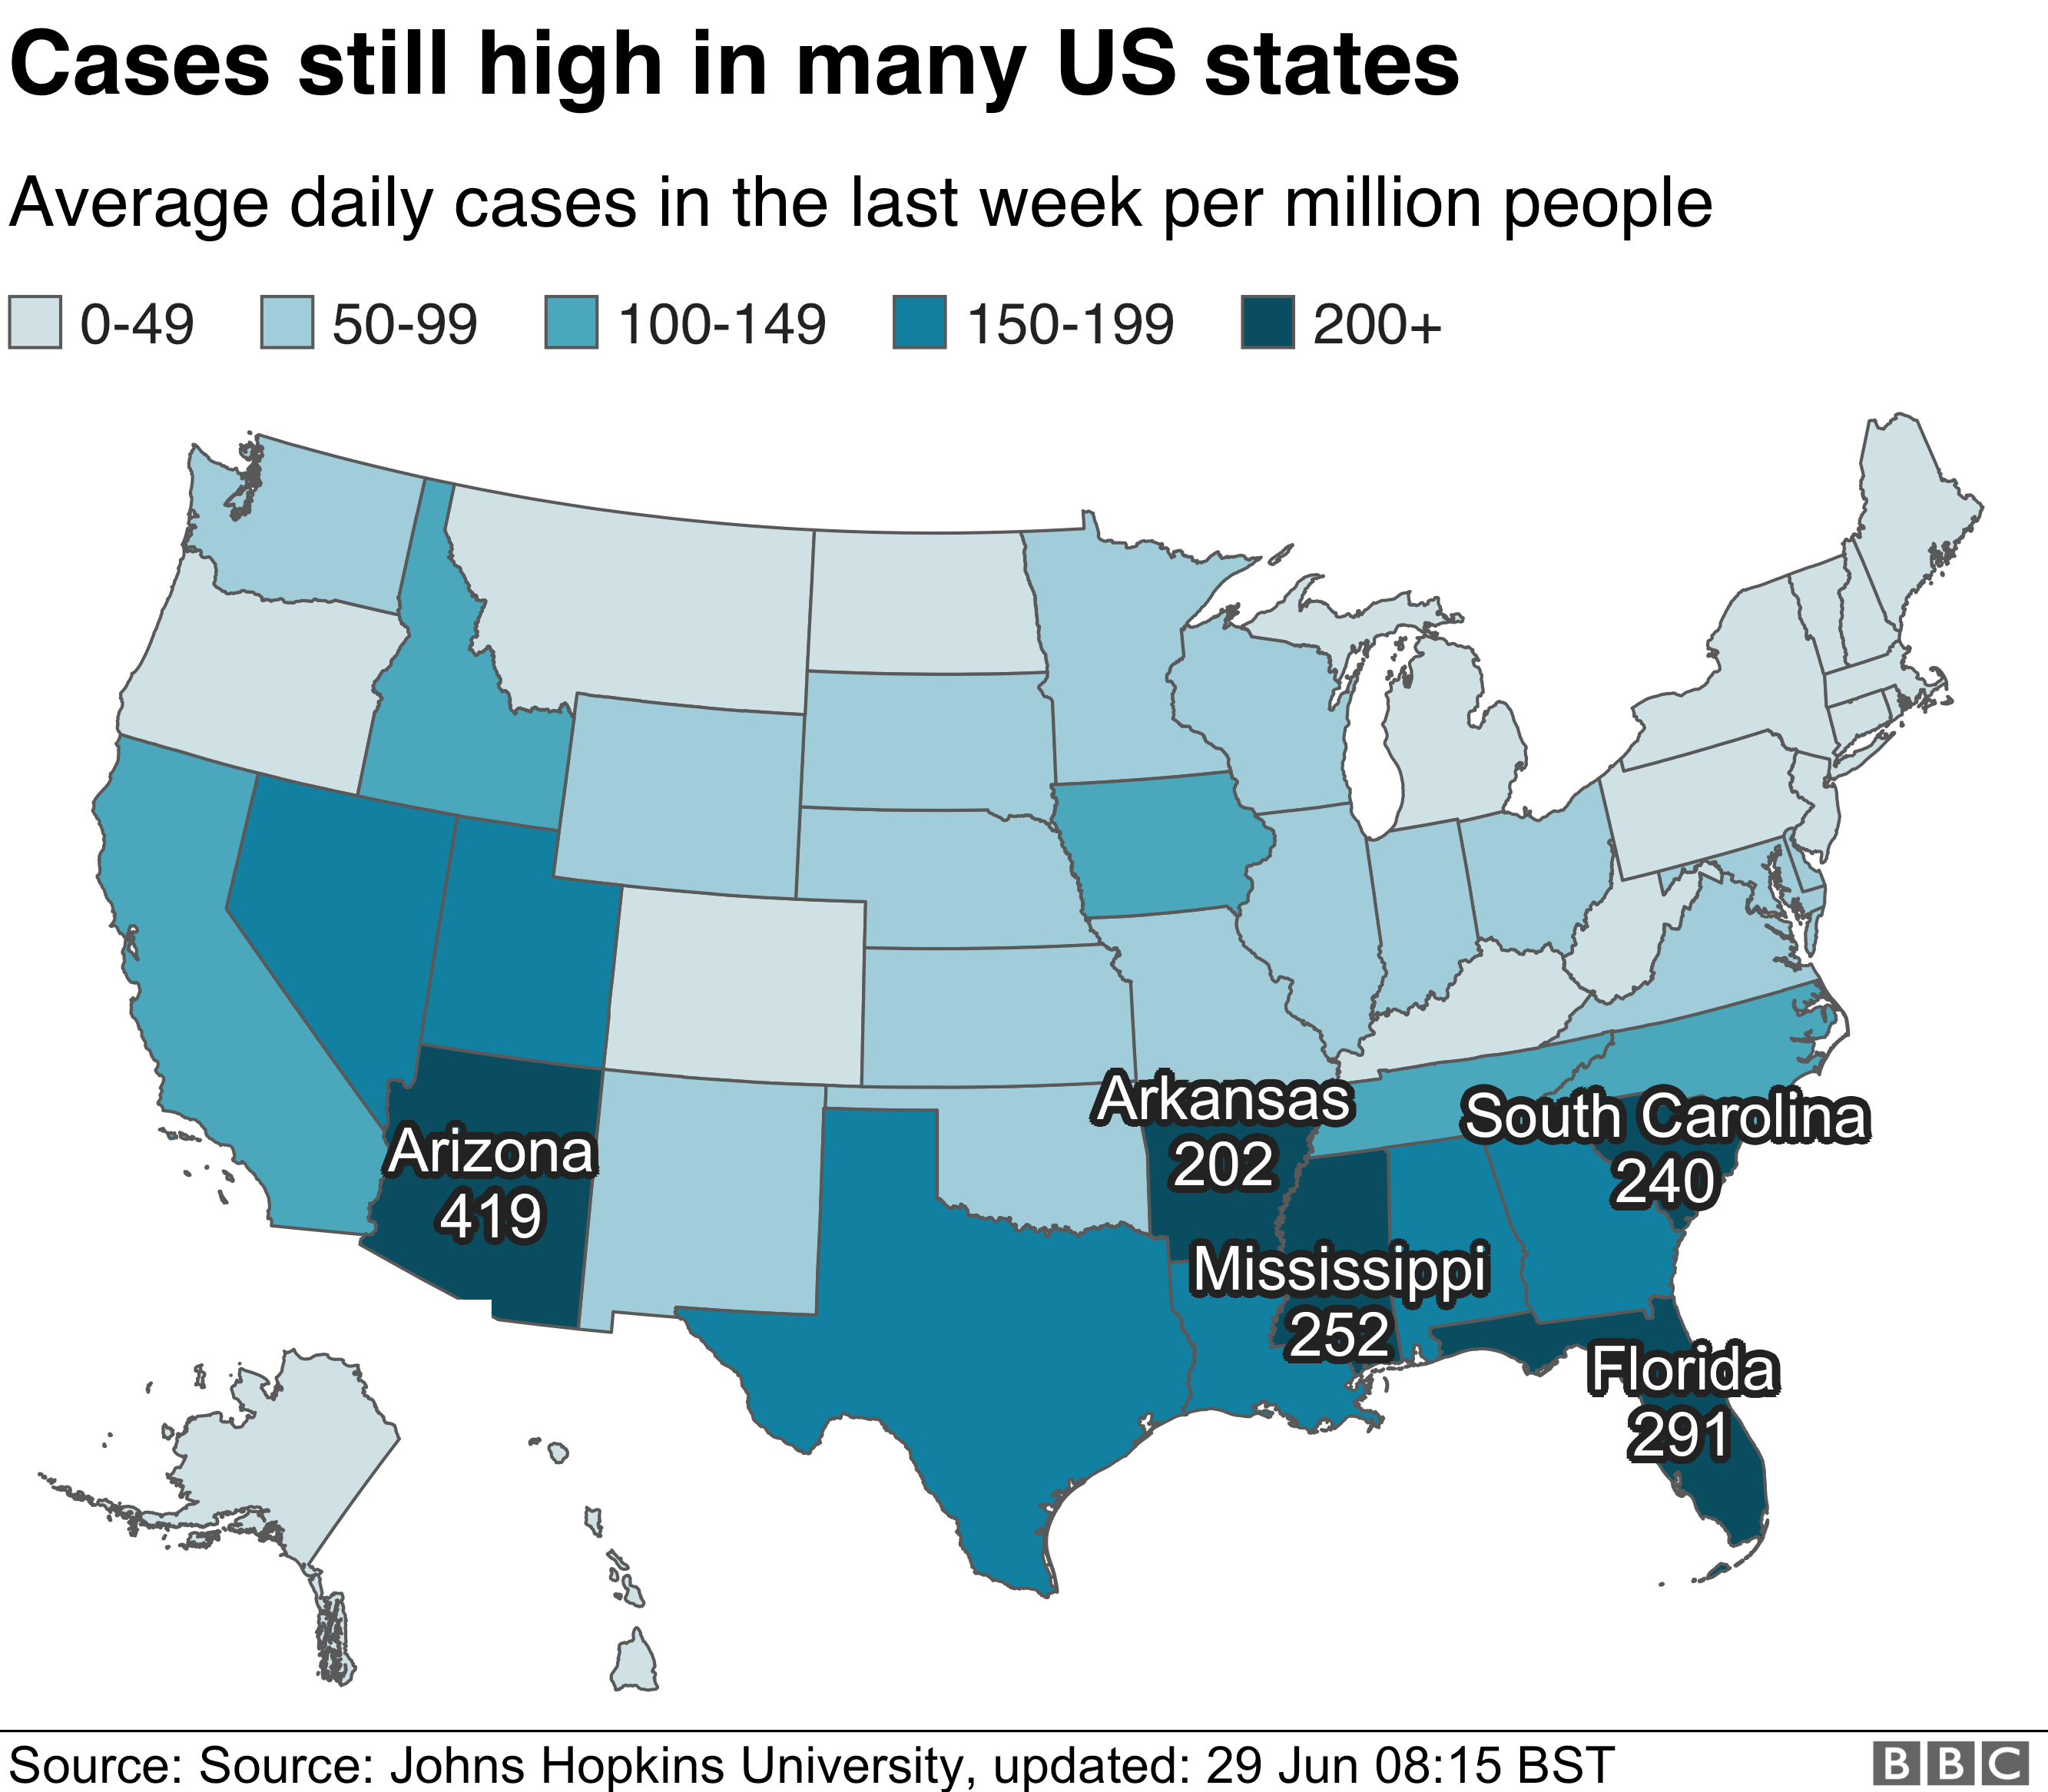 Cases still high in many US states
Average daily cases in the last week per million people
0-49 50-99 100-149 150-199 200+
Arkansas
202
South Carolina
240
Arizona
419
Mississippi
252
Florida
291
Source: Source: Johns Hopkins University, updated: 29 Jun 08:15 BST
BBC